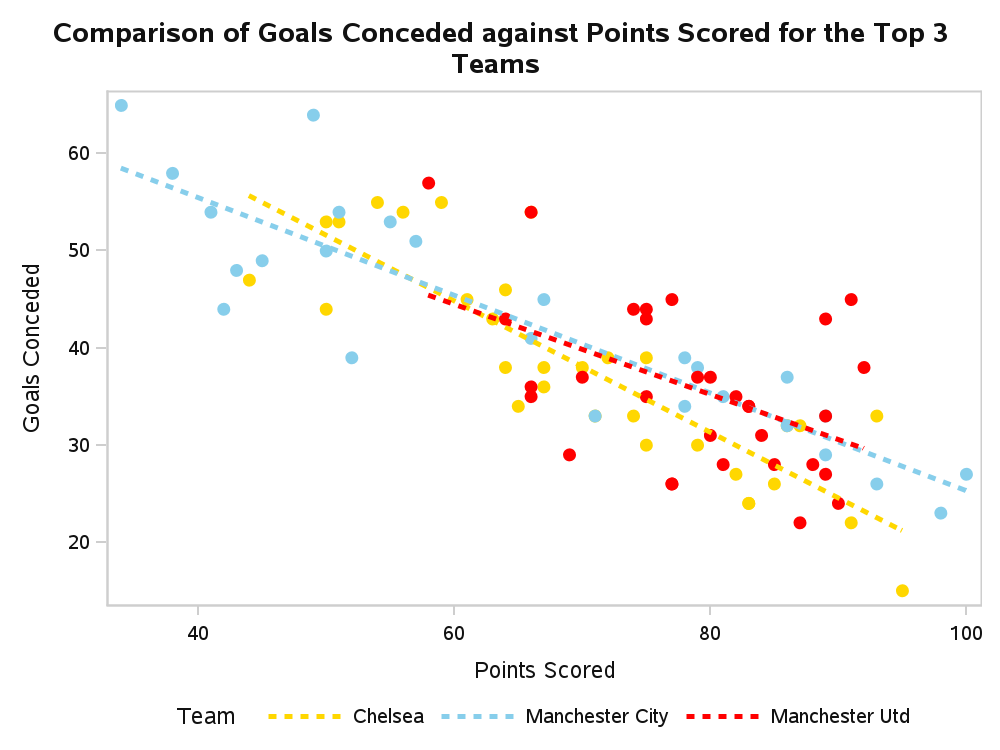 Comparison of Goals Conceded against Points Scored for the Top 3
Teams
Goals Conceded
60
50
40
30
20
40 60 80 100
Points Scored
Team Chelsea Manchester City Manchester Utd